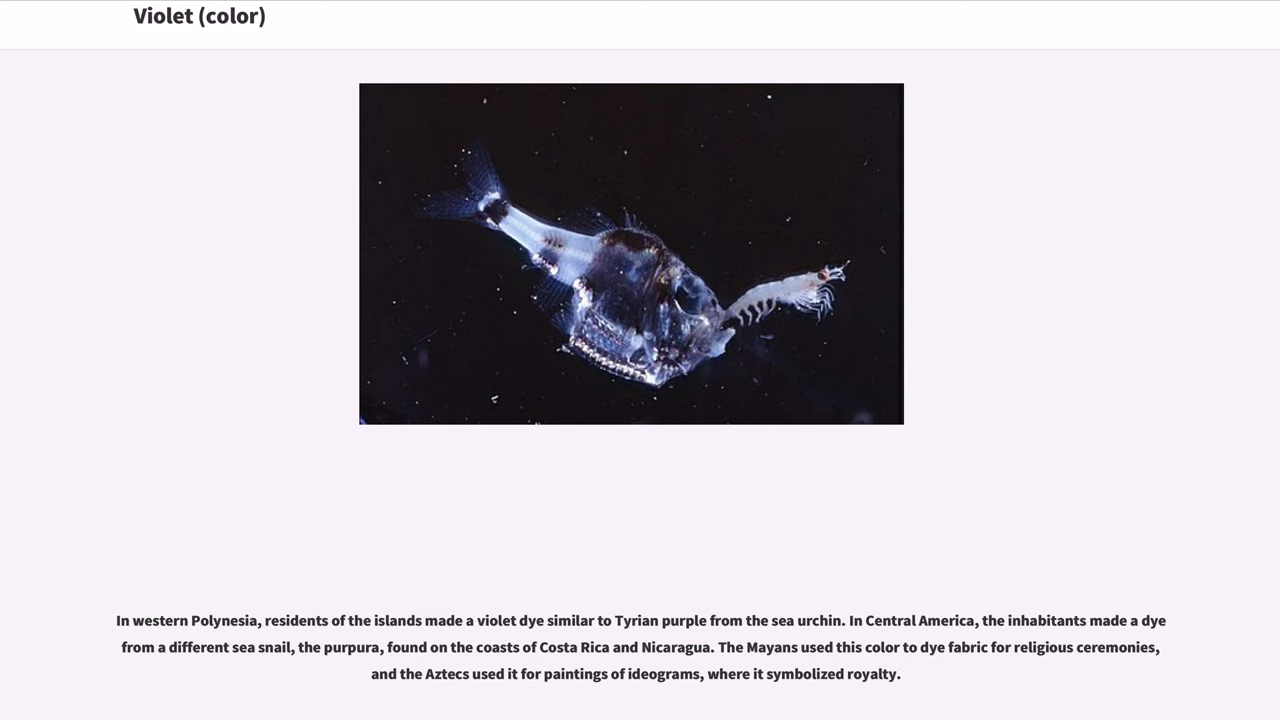 Violet (color)
In western Polynesia, residents of the islands made a violet dye similar to Tyrian purple from the sea urchin. In Central America, the inhabitants made a dye
from a different sea snail, the purpura, found on the coasts of Costa Rica and Nicaragua. The Mayans used this color to dye fabric for religious ceremonies,
and the Aztecs used it for paintings of ideograms, where it symbolized royalty.